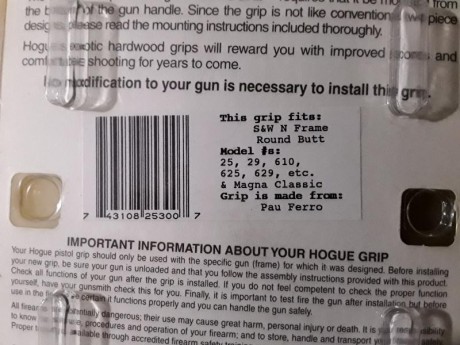 the of the gun handle. Since the grip is not like convention piece
please read the mounting instructions included thoroughly.
Hogue exotic hardwood grips will reward you with improved and
shooting for years to come.
No modification to your gun is necessary to install this grip.
This grip fits:
S&W N Frame
Round Butt
Model #s:
25, 29, 610,
625, 629, etc.
& Magna Classic
Grip is made from:
Pau Ferro
7 43108 25300 7
IMPORTANT INFORMATION ABOUT YOUR HOGUE GRIP
Your Hogue pistol grip should only be used with the specific gun (frame) for which it was designed. Before installing
your new grip, be sure your gun is unloaded and that you follow the assembly instructions provided with this product.
Check all functions of your gun after the grip is installed. If you do not feel competent to check the proper function
yourself, have your gunsmith check this for you. Finally, it is important to test fire the gun after installation but before
use in the to be certain it functions properly and you can handle the gun safely.
All firearms are potentially dangerous; their use may cause great harm, personal injury or death. It is your responsibility
to know procedures and operation of your firearm; and to store, handle and transport
Proper available through accredited firearm safety